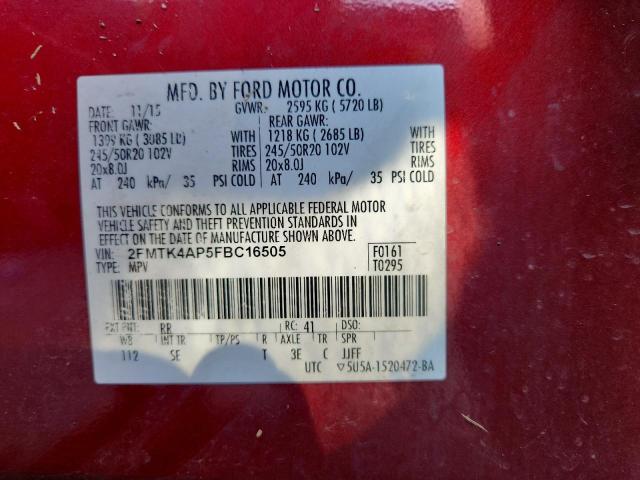 MFD. BY FORD MOTOR CO.
DATE: 11/15 GVWR: 2595 KG ( 5720 LB)
FRONT GAWR: REAR GAWR:
1399 KG ( 3085 LB) WITH 1218 KG ( 2685 LB) WITH
245/50R20 102V TIRES 245/50R20 102V TIRES
20x8.0J RIMS 20x8.0J RIMS
AT 240 kPa/ 35 PSI COLD AT 240 kPa/ 35 PSI COLD
THIS VEHICLE CONFORMS TO ALL APPLICABLE FEDERAL MOTOR
VEHICLE SAFETY AND THEFT PREVENTION STANDARDS IN
EFFECT ON THE DATE OF MANUFACTURE SHOWN ABOVE.
VIN: 2FMTK4AP5FBC16505 F0161
TYPE: MPV T0295
EXT PNT: RR RC: 41 DSO:
WB INT TR TP/PS R AXLE TR SPR
112 SE T 3E C JJFF
UTC ▽5U5A-1520472-BA